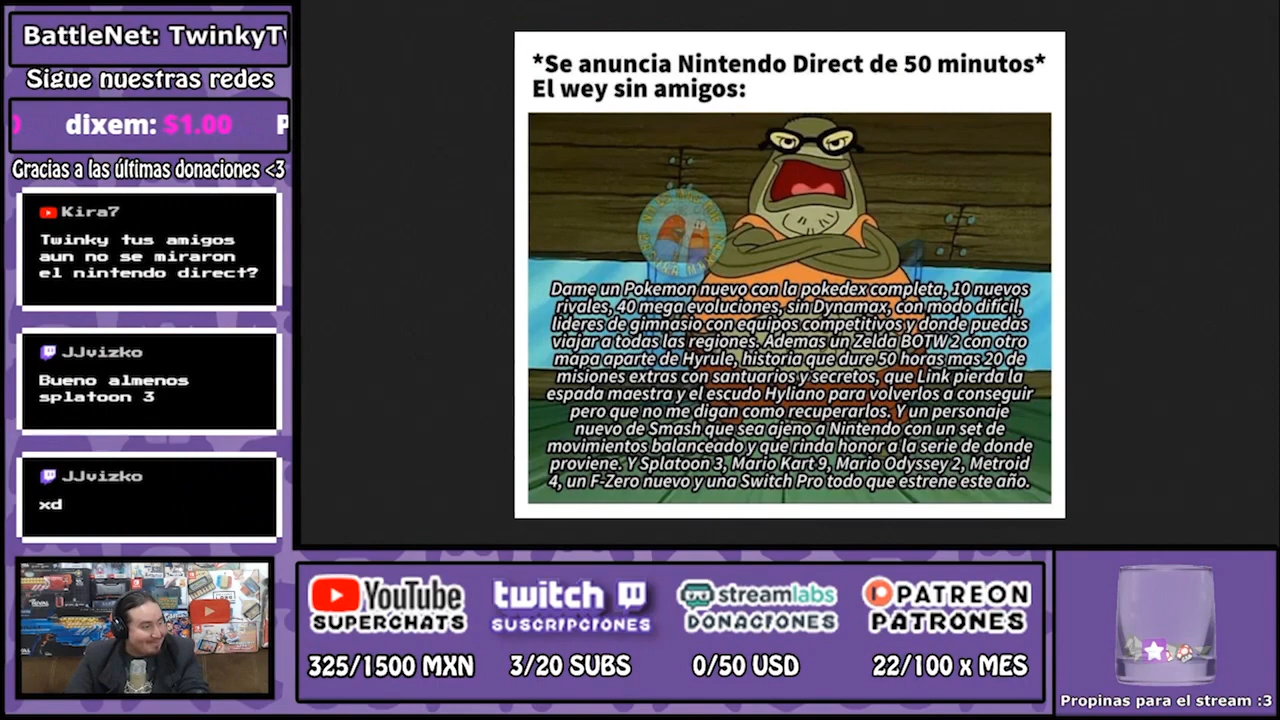 BattleNet: TwinkyTw
Sigue nuestras redes
dixem: $1.00
P
Gracias a las últimas donaciones <3
Kira7
Twinky tus amigos
aun no se miraron
el nintendo direct?
JJvizko
Bueno almenos
splatoon 3
JJvizko
xd
*Se anuncia Nintendo Direct de 50 minutos*
El wey sin amigos:
Dame un Pokemon nuevo con la pokedex completa, 10 nuevos
rivales, 40 mega evoluciones, sin Dynamax, con modo difícil,
lideres de gimnasio con equipos competitivos y donde puedas
viajar a todas las regiones. Ademas un Zelda BOTW 2 con otro
mapa aparte de Hyrule, historia que dure 50 horas mas 20 de
misiones extras con santuarios y secretos, que Link pierda la
espada maestra y el escudo Hyliano para volverlos a conseguir
pero que no me digan como recuperarlos. Y un personaje
nuevo de Smash que sea ajeno a Nintendo con un set de
movimientos balanceado y que rinda honor a la serie de donde
proviene. Y Splatoon 3, Mario Kart 9, Mario Odyssey 2, Metroid
4, un F-Zero nuevo y una Switch Pro todo que estrene este año.
YouTube
SUPERCHATS
325/1500 MXN
twitch
SUSCRIPCIONES
3/20 SUBS
streamlabs
DONACIONES
0/50 USD
PATREON
PATRONES
22/100 x MES
Propinas para el stream :3